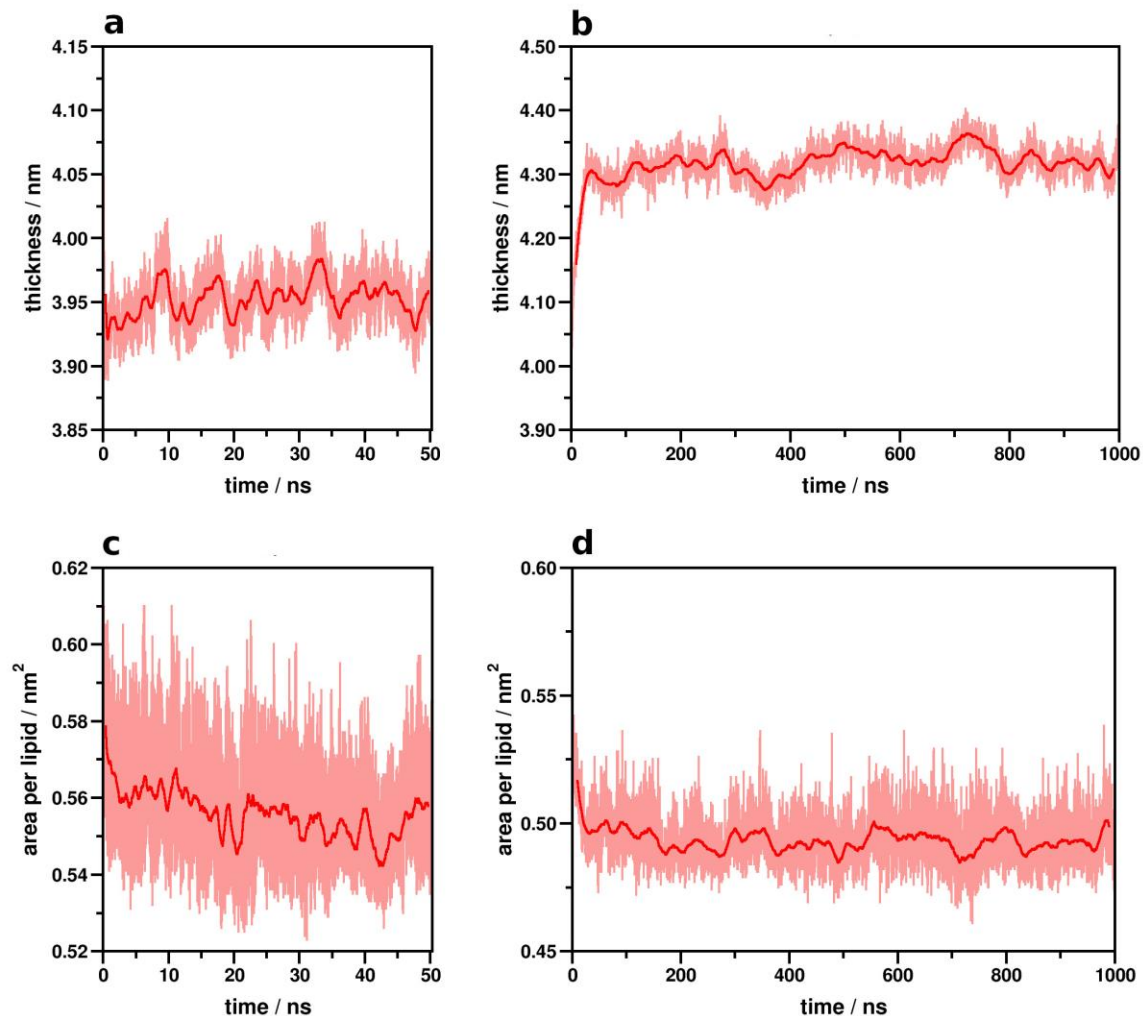 a
b
4.15
4.10
4.05
4.00
3.95
3.90
3.85
thickness / nm
0 10 20 30 40 50
time / ns
4.50
4.40
4.30
4.20
4.10
4.00
3.90
thickness / nm
0 200 400 600 800 1000
time / ns
c
d
0.62
0.60
0.58
0.56
0.54
0.52
area per lipid / nm²
0 10 20 30 40 50
time / ns
0.60
0.55
0.50
0.45
area per lipid / nm²
0 200 400 600 800 1000
time / ns